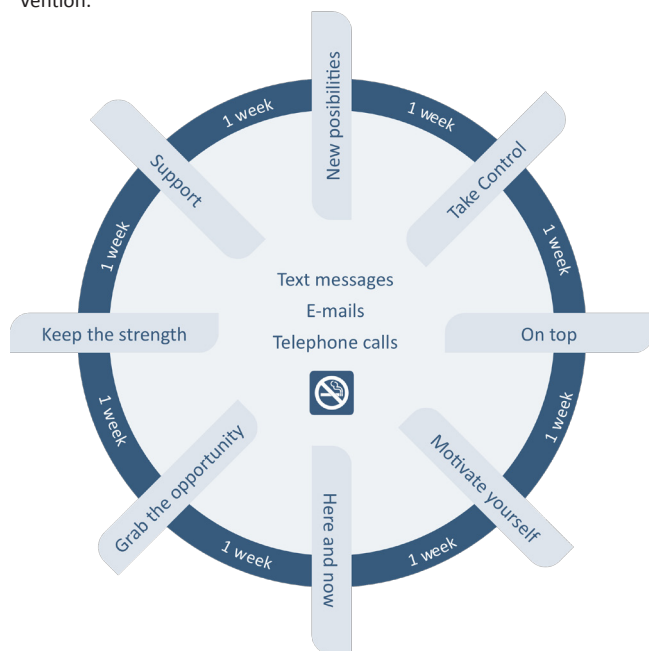 vention.
New posibilities
1 week
Take Control
1 week
On top
1 week
Motivate yourself
1 week
Here and now
1 week
Grab the opportunity
1 week
Keep the strength
1 week
Support
1 week
Text messages
E-mails
Telephone calls